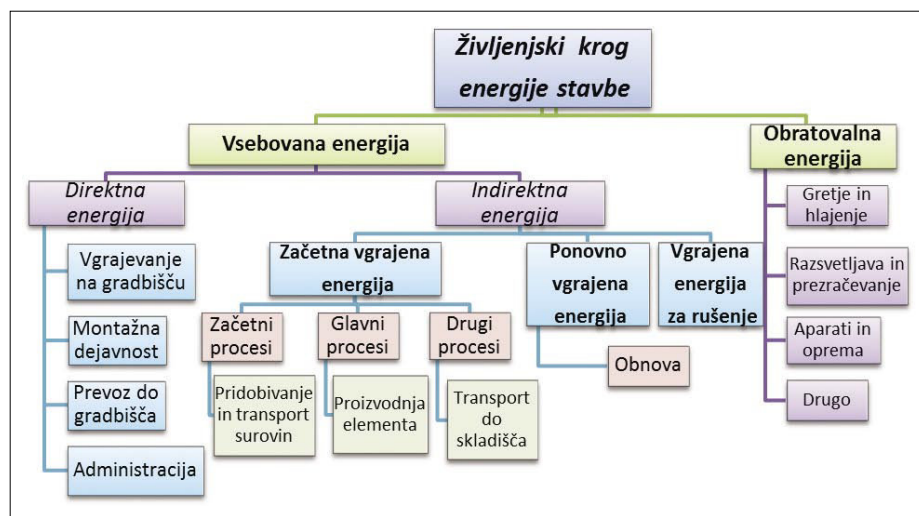 Življenjski krog
energije stavbe
Vsebovana energija
Obratovalna
energija
Direktna
energija
Indirektna
energija
Gretje in
hlajenje
Vgrajevanje
na gradbišču
Začetna vgrajena
energija
Ponovno
vgrajena
energija
Vgrajena
energija
za rušenje
Razsvetljava in
prezračevanje
Montažna
dejavnost
Začetni
procesi
Glavni
procesi
Drugi
procesi
Obnova
Aparati in
oprema
Prevoz do
gradbišča
Pridobivanje
in transport
surovin
Proizvodnja
elementa
Transport
do
skladišča
Drugo
Administracija